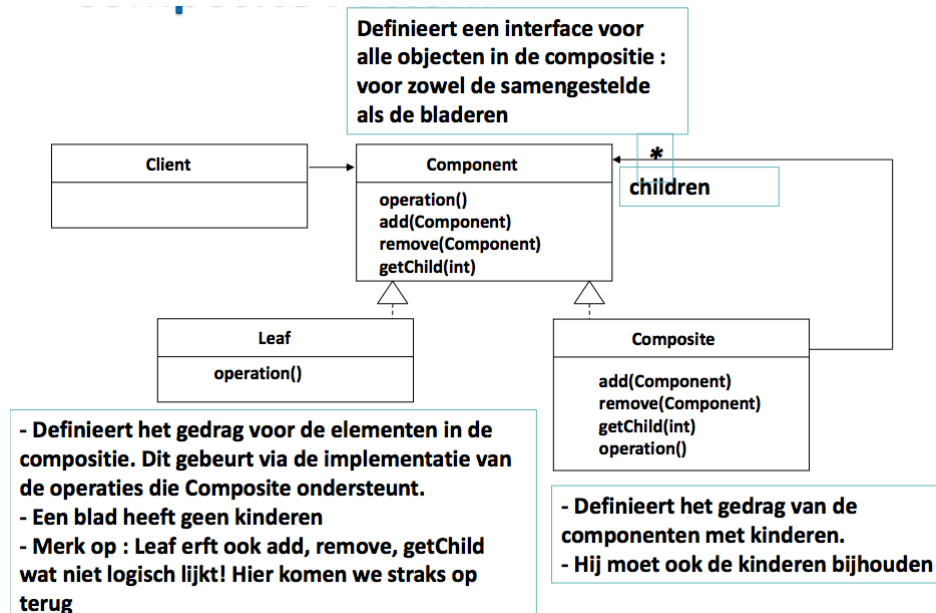 Definieert een interface voor
alle objecten in de compositie :
voor zowel de samengestelde
als de bladeren
Client
Component
operation()
add(Component)
remove(Component)
getChild(int)
*
children
Leaf
operation()
Composite
add(Component)
remove(Component)
getChild(int)
operation()
- Definieert het gedrag voor de elementen in de
compositie. Dit gebeurt via de implementatie van
de operaties die Composite ondersteunt.
- Een blad heeft geen kinderen
- Merk op : Leaf erft ook add, remove, getChild
wat niet logisch lijkt! Hier komen we straks op
terug
- Definieert het gedrag van de
componenten met kinderen.
- Hij moet ook de kinderen bijhouden